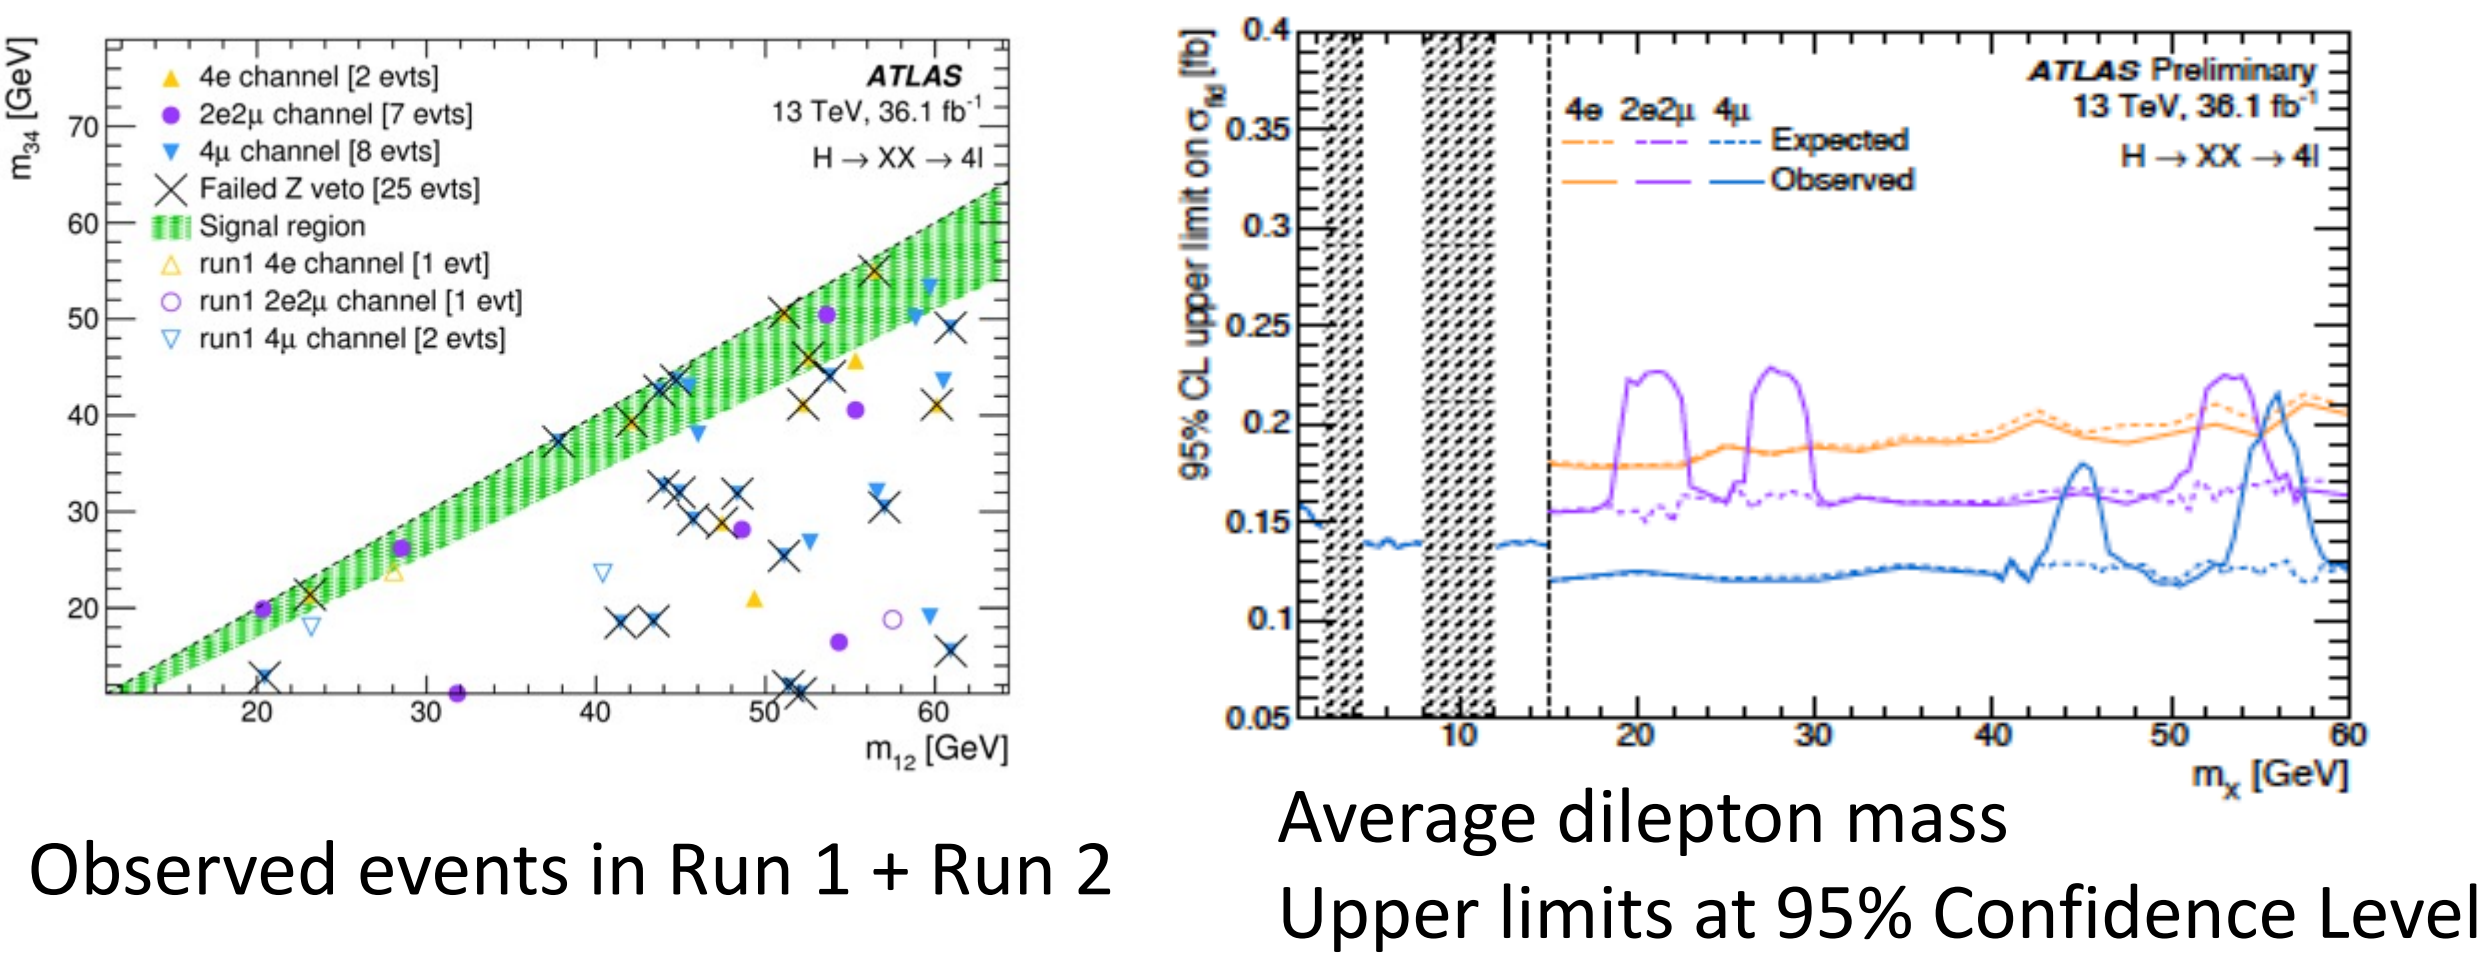 m34 [GeV]
70
60
50
40
30
20
4e channel [2 evts]
2e2μ channel [7 evts]
4μ channel [8 evts]
Failed Z veto [25 evts]
Signal region
run1 4e channel [1 evt]
run1 2e2μ channel [1 evt]
run1 4μ channel [2 evts]
ATLAS
13 TeV, 36.1 fb-1
H → XX → 4l
20 30 40 50 60
m12 [GeV]
Observed events in Run 1 + Run 2
95% CL upper limit on σfid [fb]
0.4
0.35
0.3
0.25
0.2
0.15
0.1
0.05
ATLAS Preliminary
13 TeV, 36.1 fb-1
H → XX → 4l
4e 2e2μ 4μ
Expected
Observed
10 20 30 40 50 60
mX [GeV]
Average dilepton mass
Upper limits at 95% Confidence Level